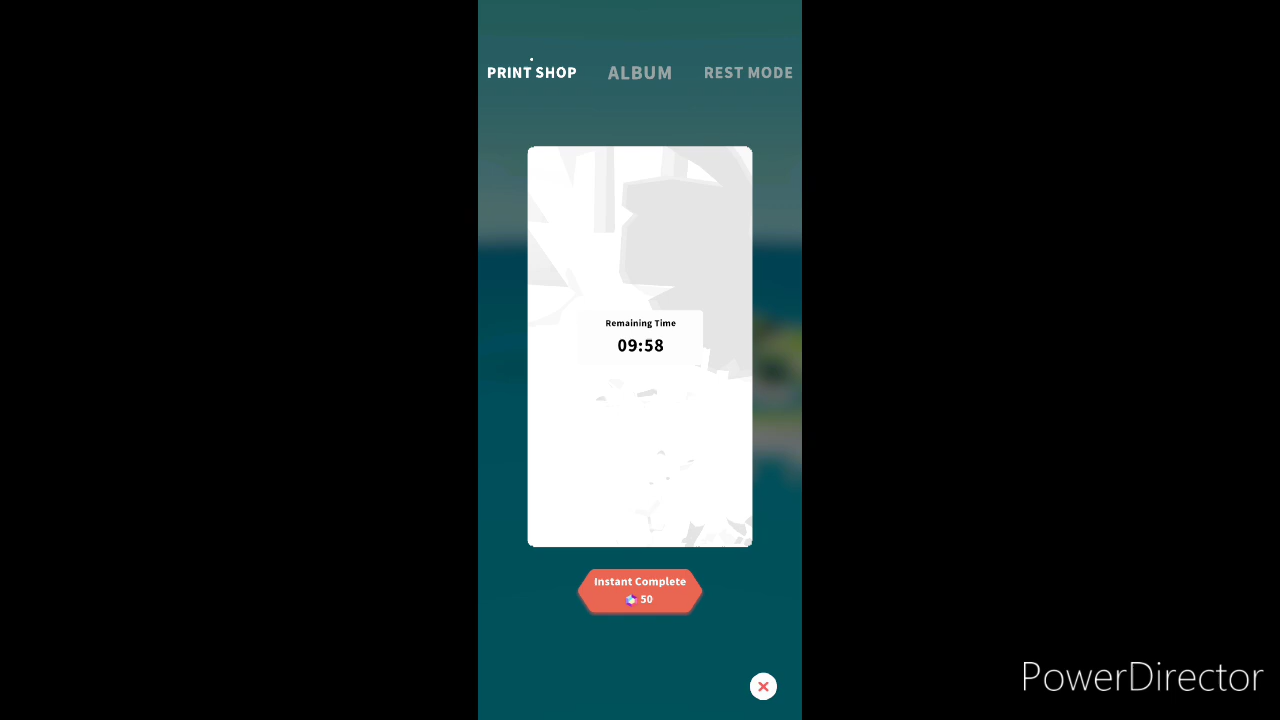 PRINT SHOP ALBUM REST MODE
Remaining Time
09:58
Instant Complete
50
PowerDirector